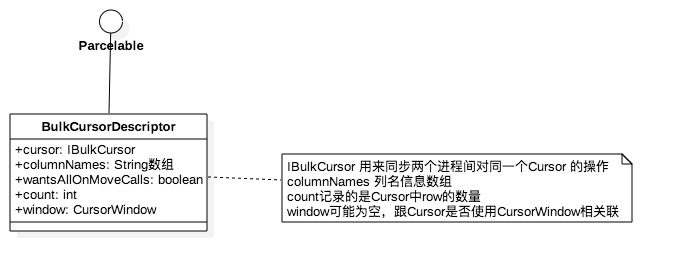 Parcelable
BulkCursorDescriptor
+cursor: IBulkCursor
+columnNames: String数组
+wantsAllOnMoveCalls: boolean
+count: int
+window: CursorWindow
IBulkCursor 用来同步两个进程间对同一个Cursor 的操作
columnNames 列名信息数组
count记录的是Cursor中row的数量
window可能为空，跟Cursor是否使用CursorWindow相关联